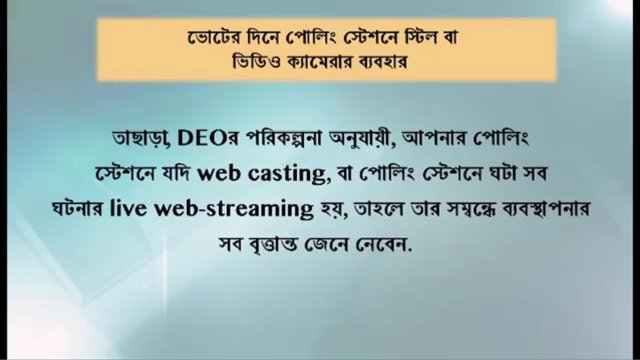 ভোটের দিনে পোলিং স্টেশনে স্টিল বা
ভিডিও ক্যামেরার ব্যবহার
তাছাড়া, DEOর পরিকল্পনা অনুযায়ী, আপনার পোলিং
স্টেশনে যদি web casting, বা পোলিং স্টেশনে ঘটা সব
ঘটনার live web-streaming হয়, তাহলে তার সম্বন্ধে ব্যবস্থাপনার
সব বৃত্তান্ত জেনে নেবেন.